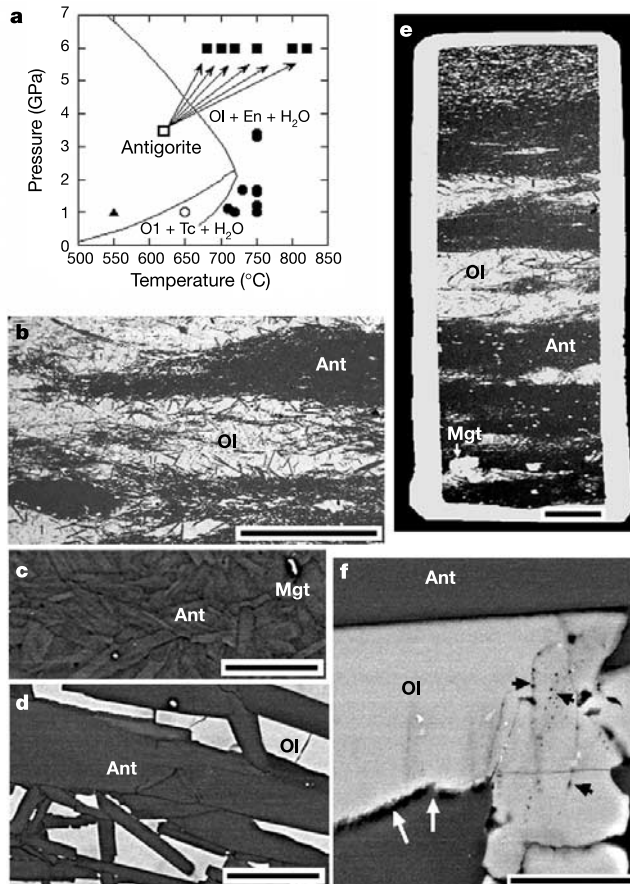 a
7
6
5
4
3
2
1
0
Pressure (GPa)
Ol + En + H2O
Antigorite
O1 + Tc + H2O
500 550 600 650 700 750 800 850
Temperature (°C)
b
Ant
Ol
c
Mgt
Ant
d
Ol
Ant
e
Ol
Ant
Mgt
f
Ant
Ol